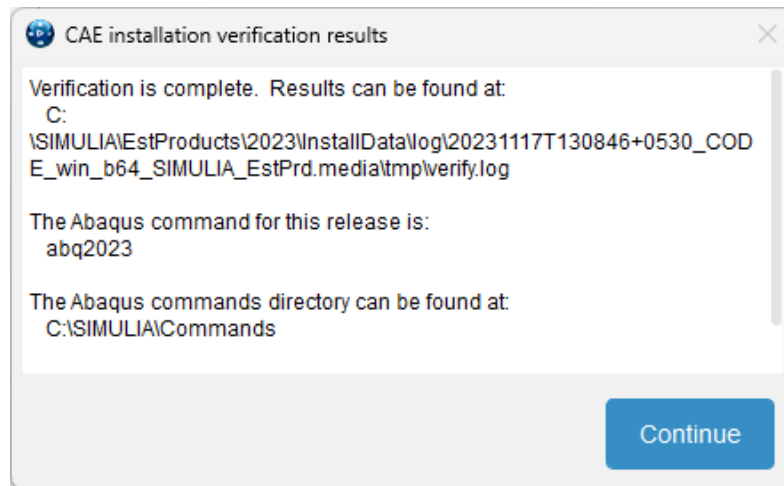 CAE installation verification results
Verification is complete.  Results can be found at:
C:
\SIMULIA\EstProducts\2023\InstallData\log\20231117T130846+0530_COD
E_win_b64_SIMULIA_EstPrd.media\tmp\verify.log
The Abaqus command for this release is:
abq2023
The Abaqus commands directory can be found at:
C:\SIMULIA\Commands
Continue